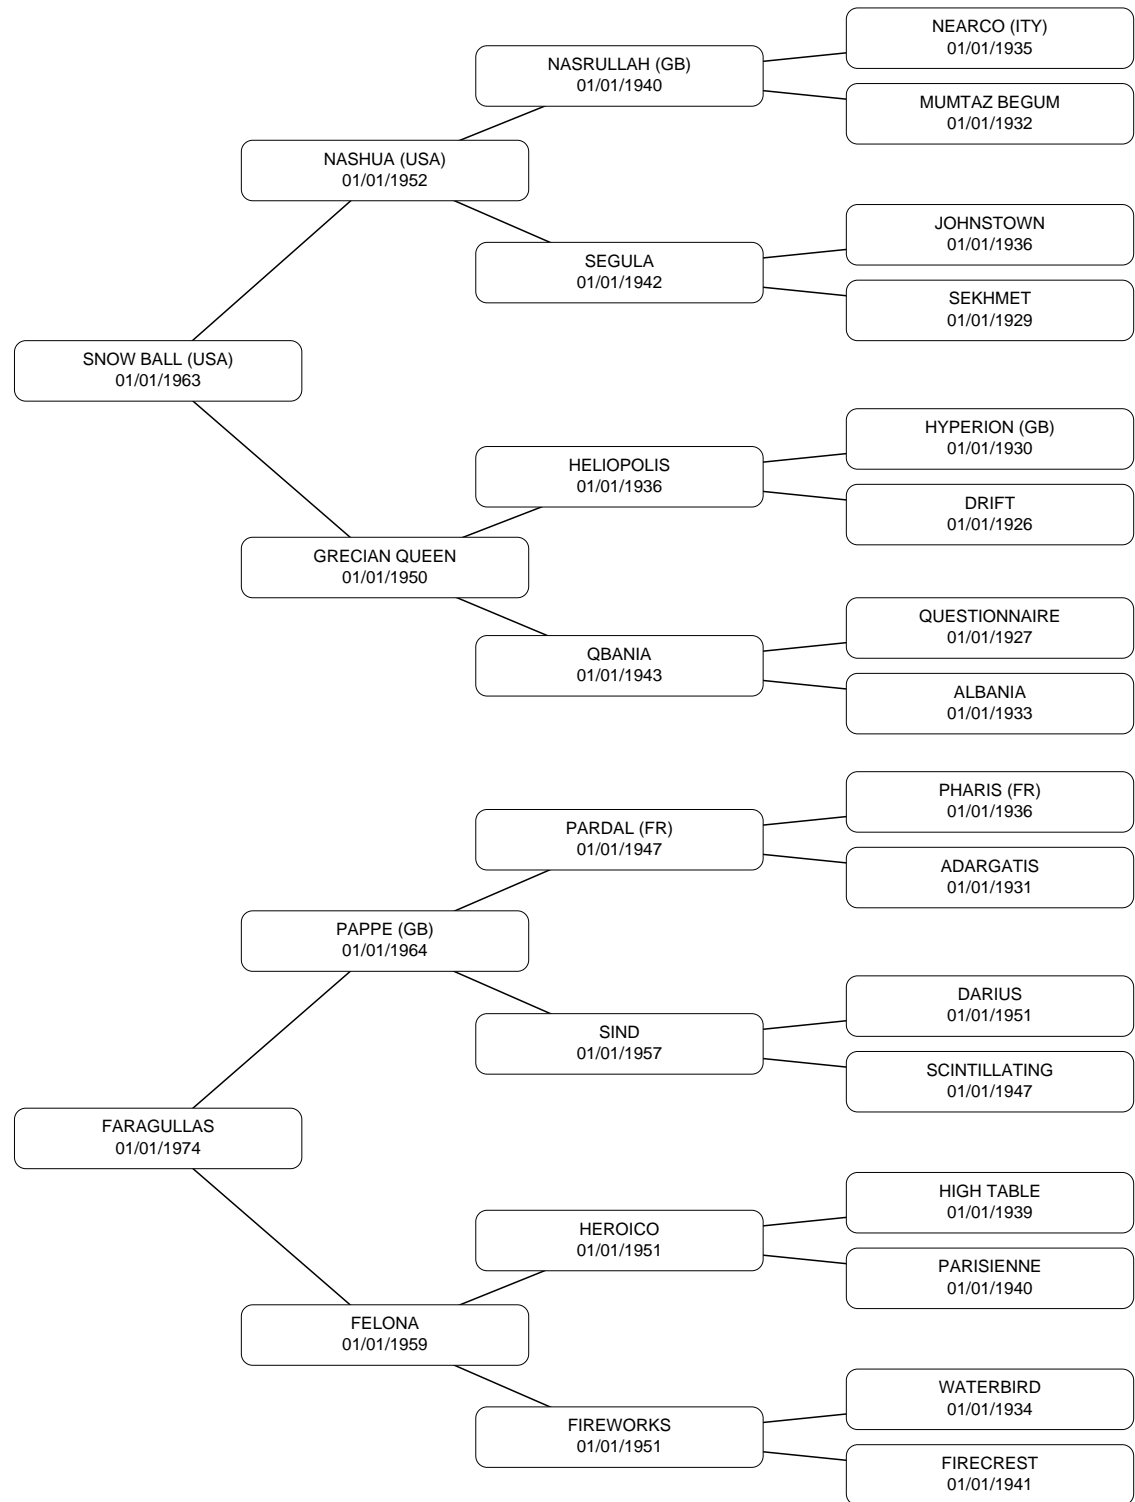 NEARCO (ITY)
01/01/1935
NASRULLAH (GB)
01/01/1940
MUMTAZ BEGUM
01/01/1932
NASHUA (USA)
01/01/1952
JOHNSTOWN
01/01/1936
SEGULA
01/01/1942
SEKHMET
01/01/1929
SNOW BALL (USA)
01/01/1963
HYPERION (GB)
01/01/1930
HELIOPOLIS
01/01/1936
DRIFT
01/01/1926
GRECIAN QUEEN
01/01/1950
QUESTIONNAIRE
01/01/1927
QBANIA
01/01/1943
ALBANIA
01/01/1933
PHARIS (FR)
01/01/1936
PARDAL (FR)
01/01/1947
ADARGATIS
01/01/1931
PAPPE (GB)
01/01/1964
DARIUS
01/01/1951
SIND
01/01/1957
SCINTILLATING
01/01/1947
FARAGULLAS
01/01/1974
HIGH TABLE
01/01/1939
HEROICO
01/01/1951
PARISIENNE
01/01/1940
FELONA
01/01/1959
WATERBIRD
01/01/1934
FIREWORKS
01/01/1951
FIRECREST
01/01/1941